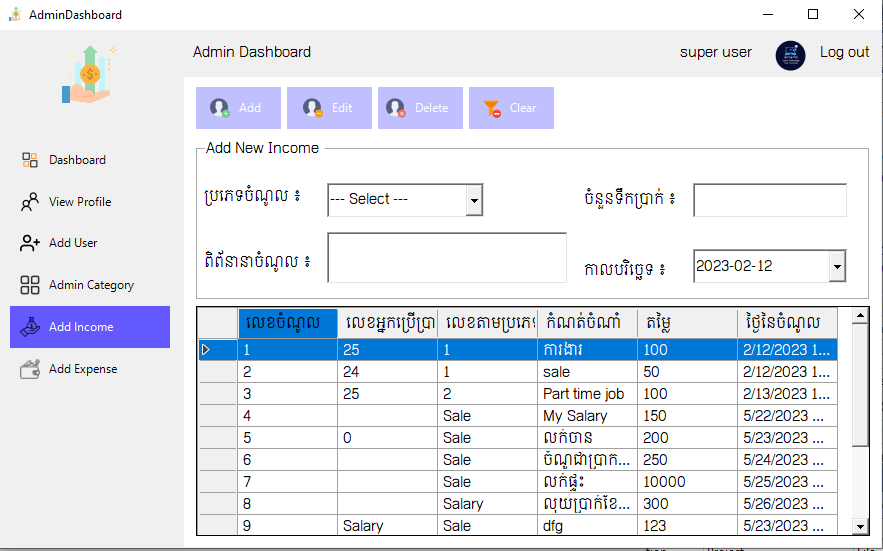 AdminDashboard
Admin Dashboard
super user
Log out
Add
Edit
Delete
Clear
Dashboard
View Profile
Add User
Admin Category
Add Income
Add Expense
Add New Income
ប្រភេទចំណូល ៖
--- Select ---
ចំនួនទឹកប្រាក់ ៖
ពិព័នានាចំណូល ៖
កាលបរិច្ឆេទ ៖
2023-02-12
លេខចំណូល លេខអ្នកប្រើប្រា លេខតាមប្រភេទ កំណត់ចំណាំ តម្លៃ ថ្ងៃនៃចំណូល
1 25 1 ការងារ 100 2/12/2023 1...
2 24 1 sale 50 2/12/2023 1...
3 25 2 Part time job 100 2/13/2023 1...
4 Sale My Salary 150 5/22/2023 ...
5 0 Sale លក់ចាន 200 5/23/2023 ...
6 Sale ចំណូជាប្រាក... 250 5/24/2023 ...
7 Sale លក់ផ្ទះ 10000 5/25/2023 ...
8 Salary លុយប្រាក់ខែ... 300 5/26/2023 ...
9 Salary Sale dfg 123 5/23/2023 ...